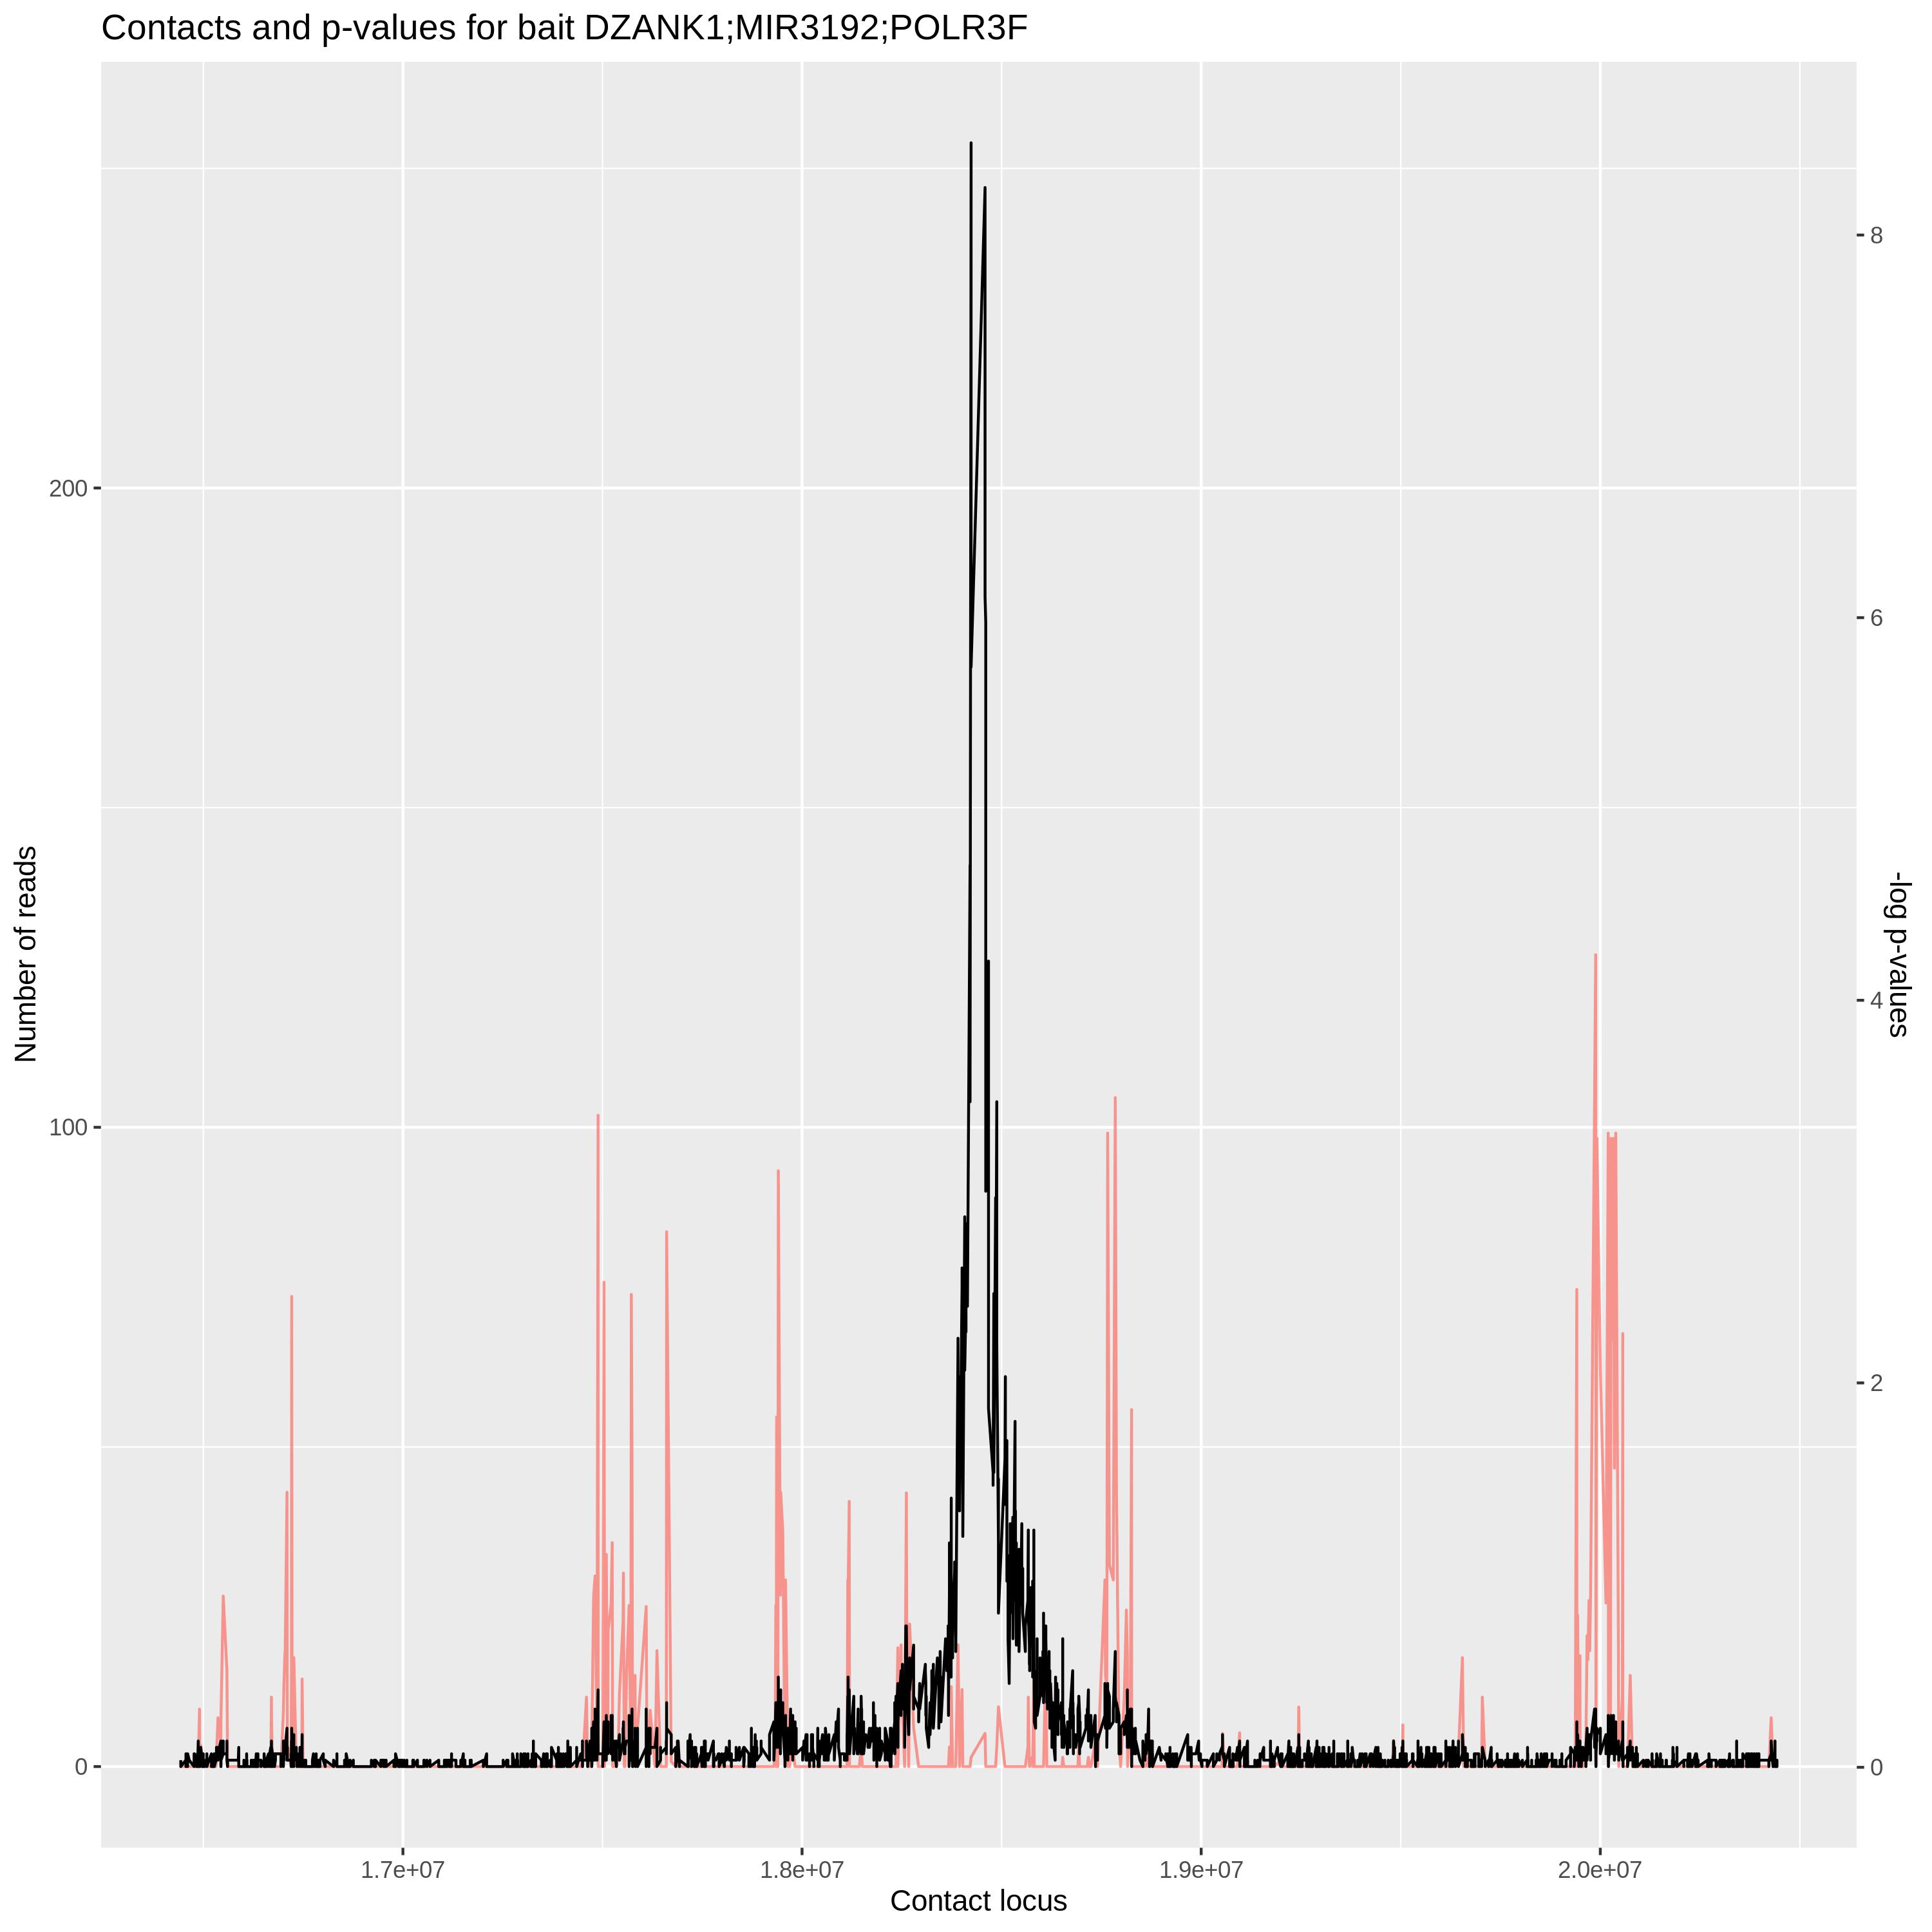 Contacts and p-values for bait DZANK1;MIR3192;POLR3F
Number of reads
200
100
0
8
6
4
2
0
-log p-values
1.7e+07 1.8e+07 1.9e+07 2.0e+07
Contact locus